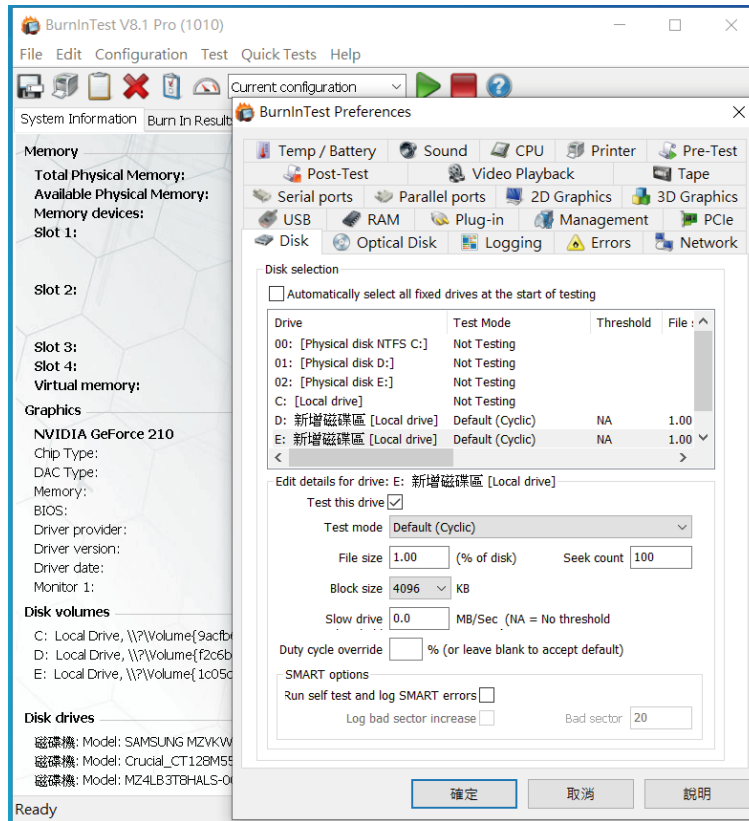 BurnInTest V8.1 Pro (1010)
File Edit Configuration Test Quick Tests Help
Current configuration
System Information Burn In Results
BurnInTest Preferences
Temp / Battery Sound CPU Printer Pre-Test
Post-Test Video Playback Tape
Serial ports Parallel ports 2D Graphics 3D Graphics
USB RAM Plug-in Management PCIe
Disk Optical Disk Logging Errors Network
Memory
Total Physical Memory:
Available Physical Memory:
Memory devices:
Slot 1:
Slot 2:
Slot 3:
Slot 4:
Virtual memory:
Graphics
NVIDIA GeForce 210
Chip Type:
DAC Type:
Memory:
BIOS:
Driver provider:
Driver version:
Driver date:
Monitor 1:
Disk volumes
C: Local Drive, \\?\Volume{9acfb
D: Local Drive, \\?\Volume{f2c6b
E: Local Drive, \\?\Volume{1c05
Disk drives
磁碟機: Model: SAMSUNG MZVKW
磁碟機: Model: Crucial_CT128M55
磁碟機: Model: MZ4LB3T8HALS-0
Ready
Disk selection
Automatically select all fixed drives at the start of testing
Drive Test Mode Threshold File
00: [Physical disk NTFS C:] Not Testing
01: [Physical disk D:] Not Testing
02: [Physical disk E:] Not Testing
C: [Local drive] Not Testing
D: 新增磁碟區 [Local drive] Default (Cyclic) NA 1.00
E: 新增磁碟區 [Local drive] Default (Cyclic) NA 1.00
Edit details for drive: E: 新增磁碟區 [Local drive]
Test this drive
Test mode Default (Cyclic)
File size 1.00 (% of disk) Seek count 100
Block size 4096 KB
Slow drive 0.0 MB/Sec (NA = No threshold
Duty cycle override % (or leave blank to accept default)
SMART options
Run self test and log SMART errors
Log bad sector increase Bad sector 20
確定 取消 說明